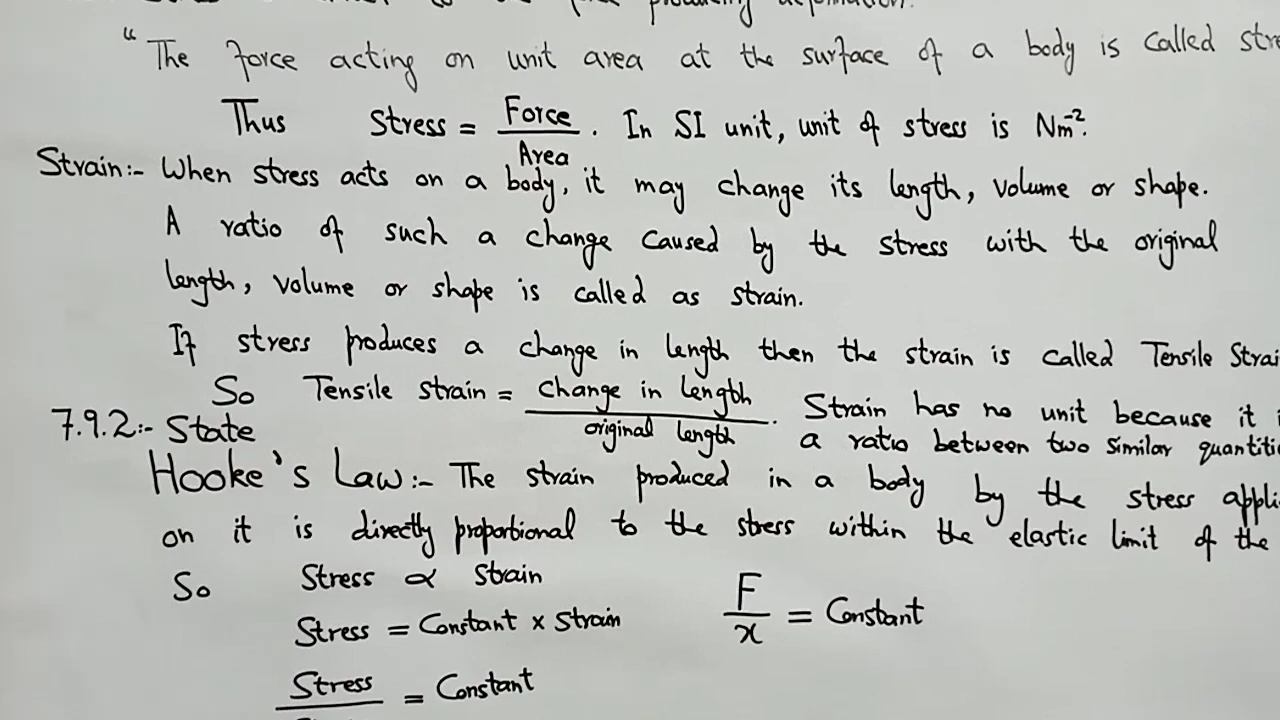 producing deformation.
“The force acting on unit area at the surface of a body is called
Thus Stress = Force / Area . In SI unit, unit of stress is Nm⁻².
Strain:- When stress acts on a body, it may change its length, volume or shape.
A ratio of such a change caused by the stress with the original
length, volume or shape is called as strain.
If stress produces a change in length then the strain is called Tensile
So Tensile strain = change in length / original length . Strain has no unit because it
a ratio between two similar
7.9.2:- State
Hooke's Law:- The strain produced in a body by the stress
on it is directly proportional to the stress within the elastic limit of the
So Stress ∝ strain
Stress = Constant x Strain
F / x = Constant
Stress = Constant